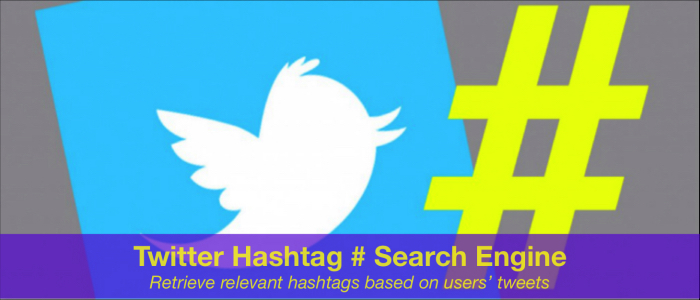 #
Twitter Hashtag # Search Engine
Retrieve relevant hashtags based on users’ tweets